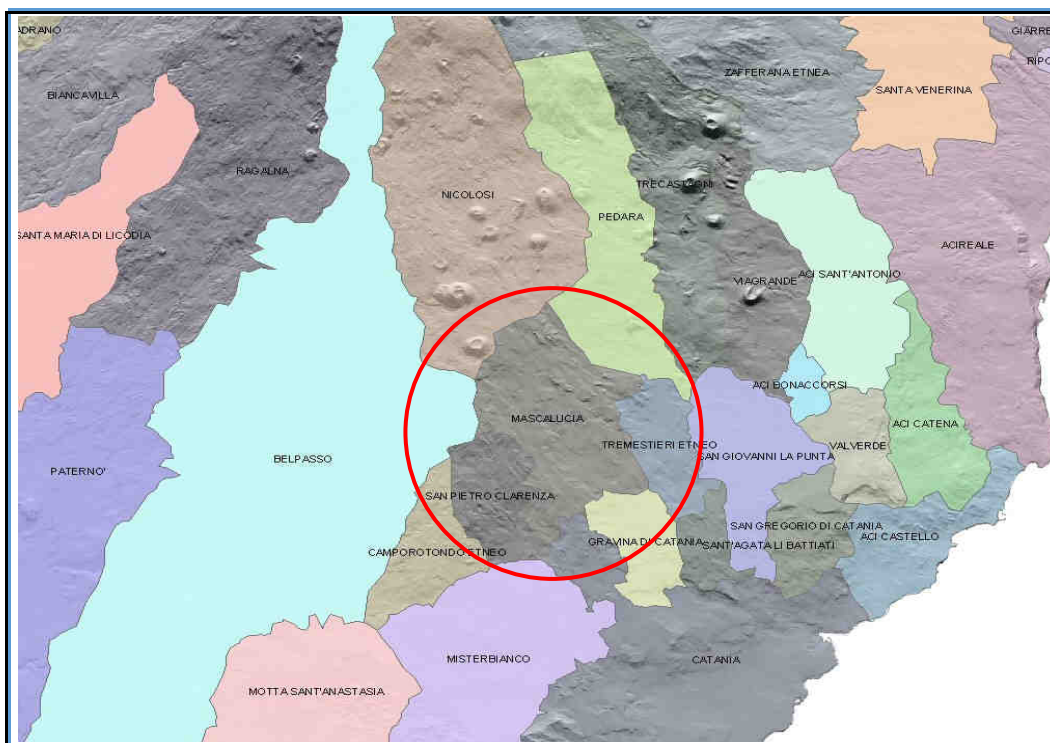 ADRANO
GIARRE
RIPO
ZAFFERANA ETNEA
BIANCAVILLA
SANTA VENERINA
RAGALNA
TRECASTAGNI
NICOLOSI
PEDARA
SANTA MARIA DI LICODIA
ACIREALE
ACI SANT'ANTONIO
VIAGRANDE
ACI BONACCORSI
MASCALUCIA
ACI CATENA
TREMESTIERI ETNEO
VALVERDE
BELPASSO
SAN GIOVANNI LA PUNTA
PATERNO'
SAN PIETRO CLARENZA
SAN GREGORIO DI CATANIA
ACI CASTELLO
GRAVINA DI CATANIA
SANT'AGATA LI BATTIATI
CAMPOROTONDO ETNEO
MISTERBIANCO
CATANIA
MOTTA SANT'ANASTASIA